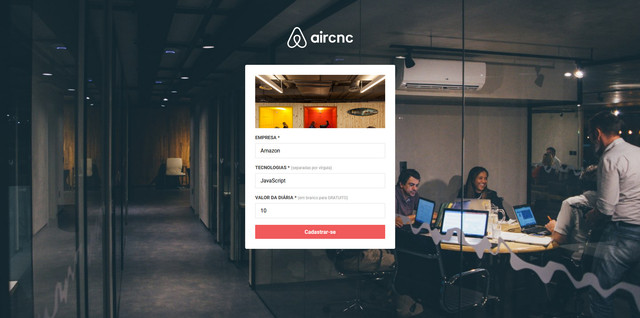 aircnc
EMPRESA *
Amazon
TECNOLOGIAS * (separadas por vírgula)
JavaScript
VALOR DA DIÁRIA * (em branco para GRATUITO)
10
Cadastrar-se